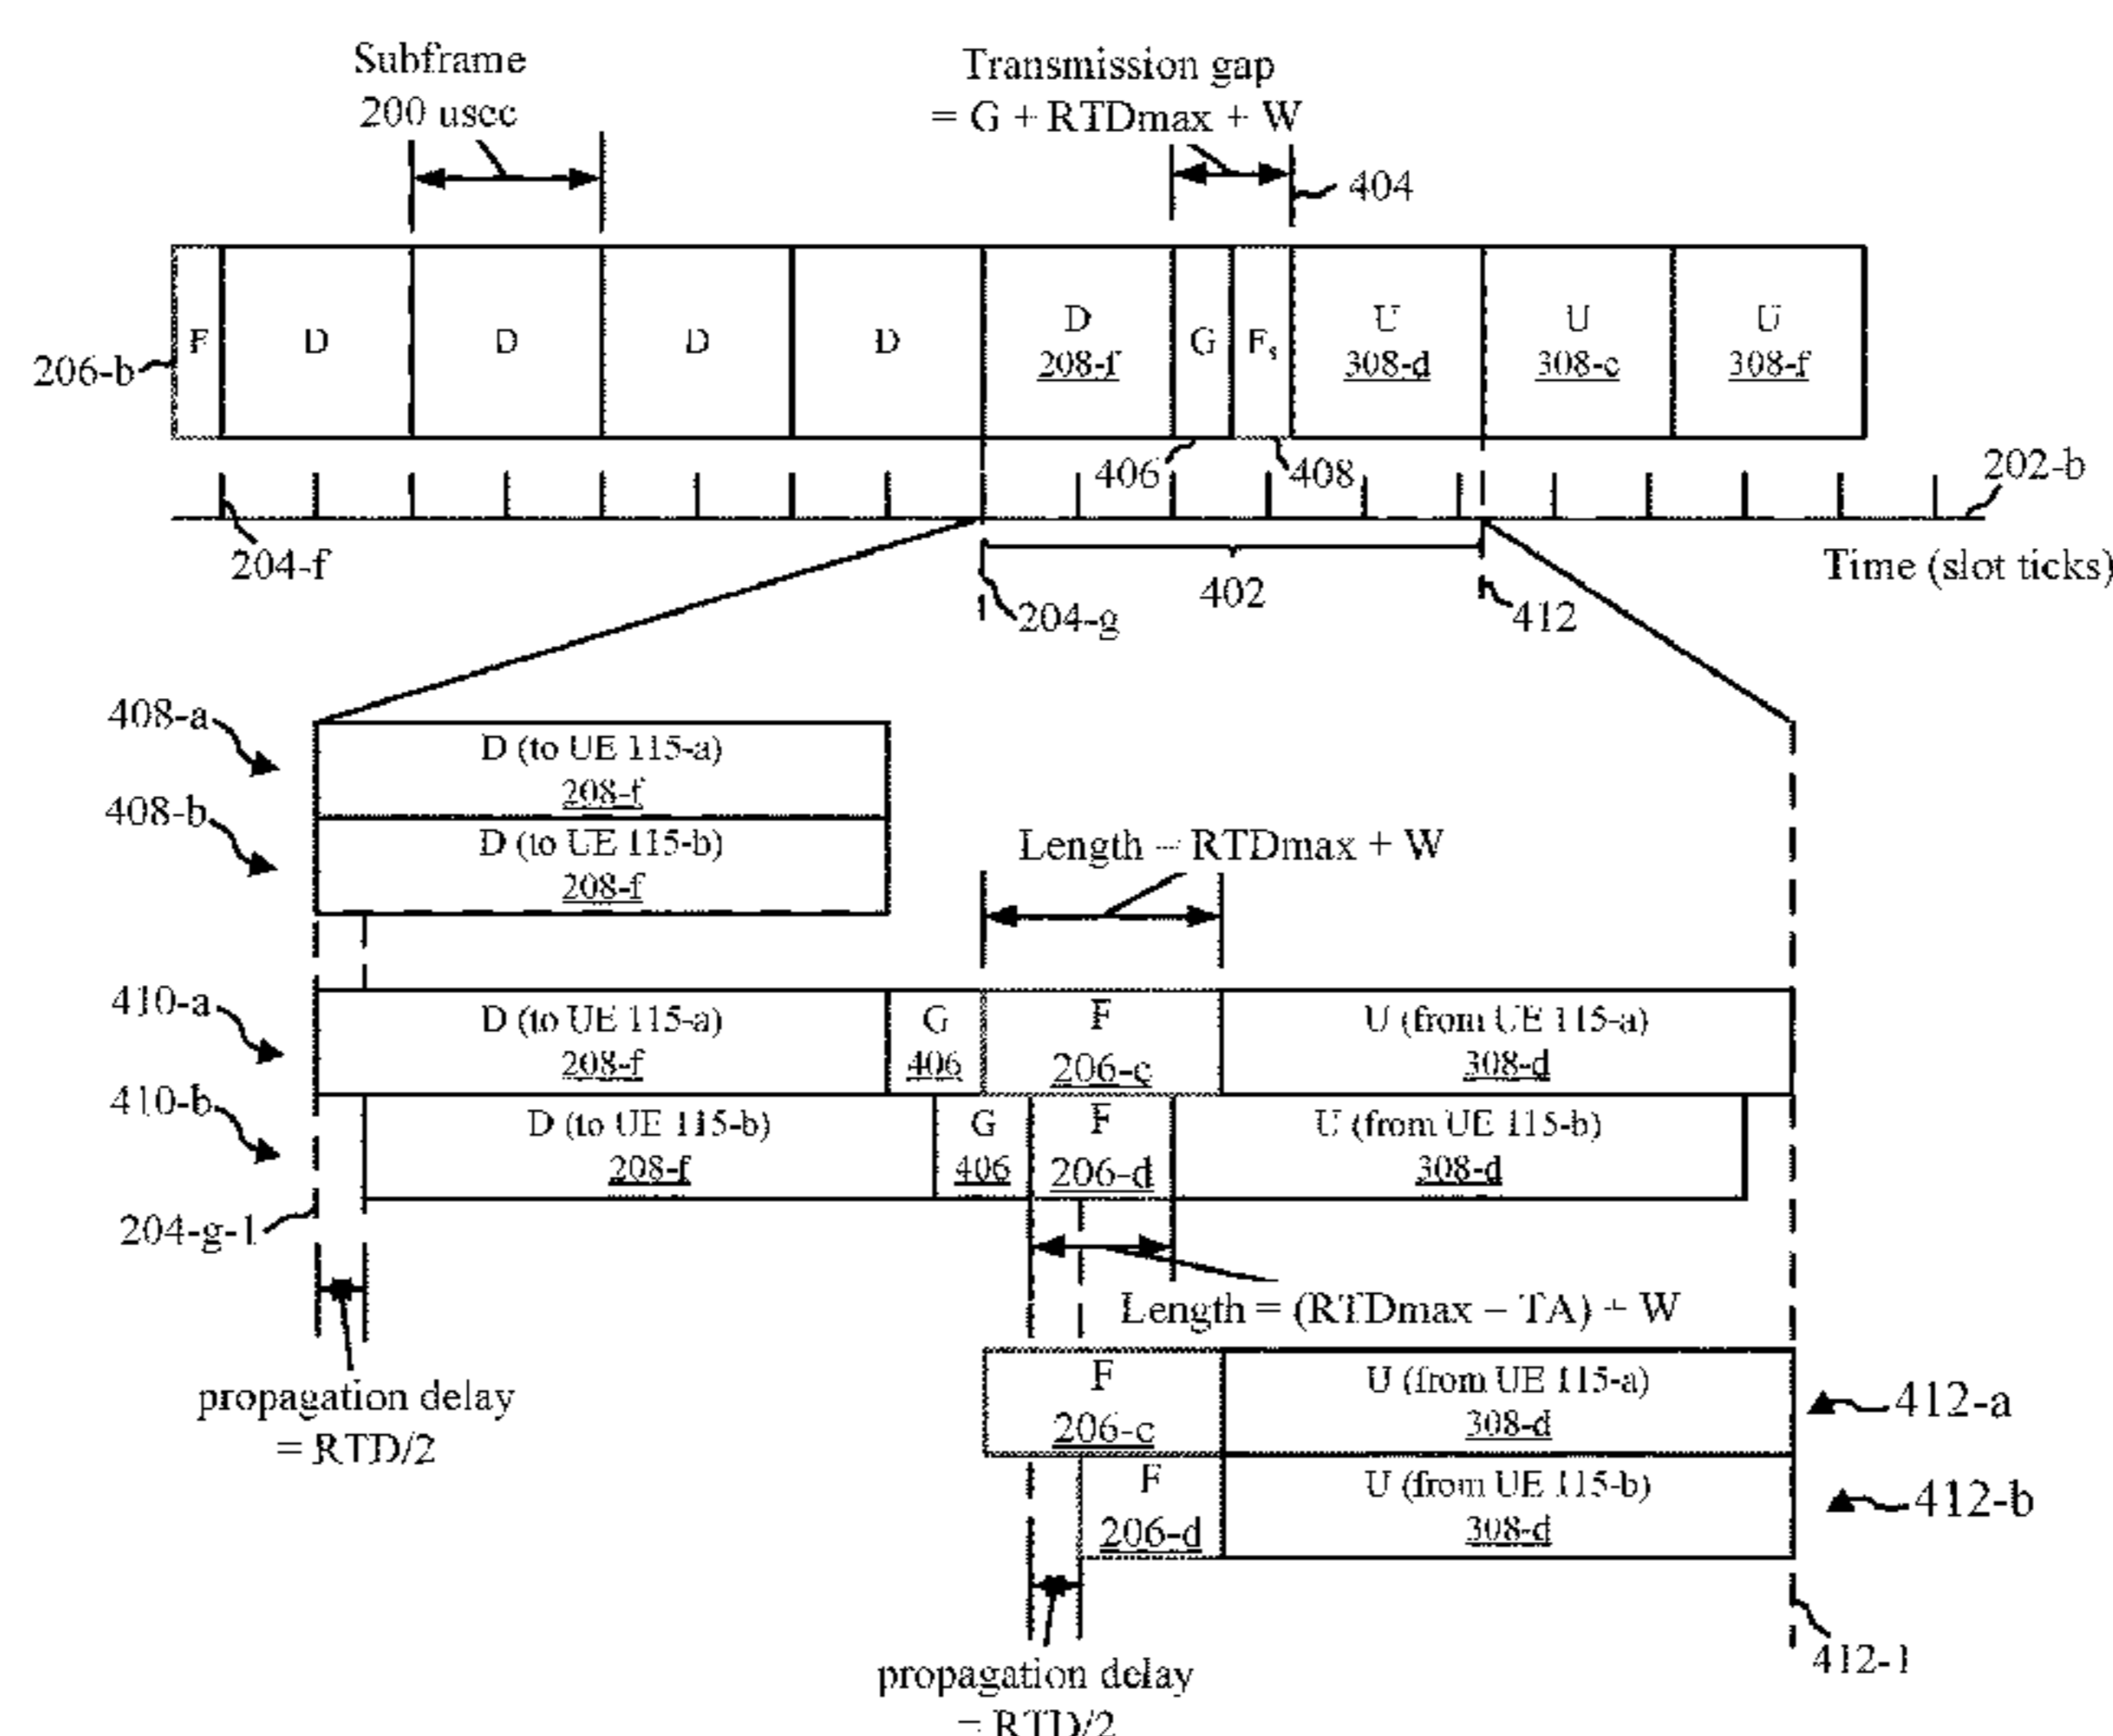 Subframe
200 usec
Transmission gap
= G + RTDmax + W
404
F
D
D
D
D
D
208-f
G
Fs
U
308-d
U
308-e
U
308-f
206-b
406
408
202-b
204-f
Time (slot ticks)
204-g
402
412
408-a
D (to UE 115-a)
208-f
408-b
D (to UE 115-b)
208-f
Length = RTDmax + W
410-a
D (to UE 115-a)
208-f
G
406
F
206-c
U (from UE 115-a)
308-d
410-b
D (to UE 115-b)
208-f
G
406
F
206-d
U (from UE 115-b)
308-d
204-g-1
Length = (RTDmax – TA) + W
propagation delay
= RTD/2
F
206-c
U (from UE 115-a)
308-d
412-a
F
206-d
U (from UE 115-b)
308-d
412-b
412-1
propagation delay
= RTD/2